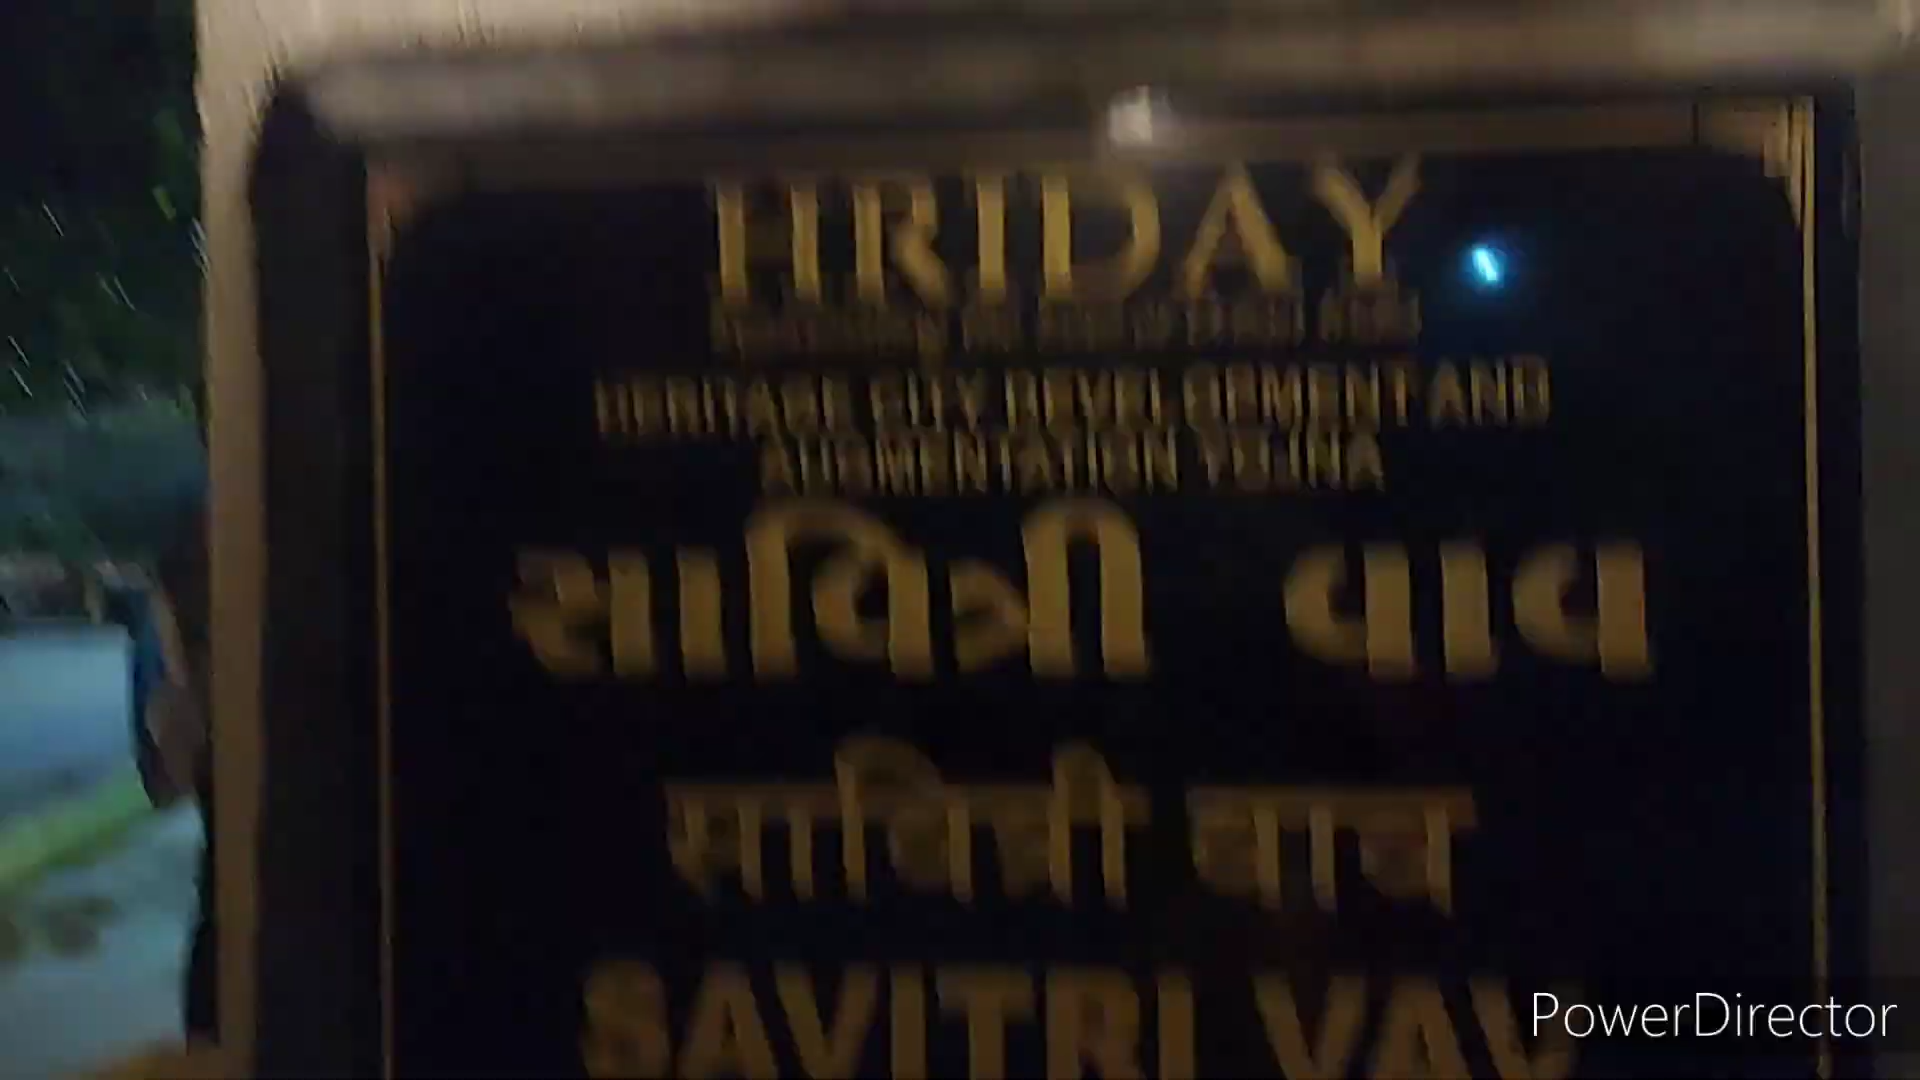 HRIDAY
HERITAGE CITY DEVELOPMENT AND
AUGMENTATION YOJNA
સાવિત્રી વાવ
सावित्री वाव
SAVITRI VAV
PowerDirector